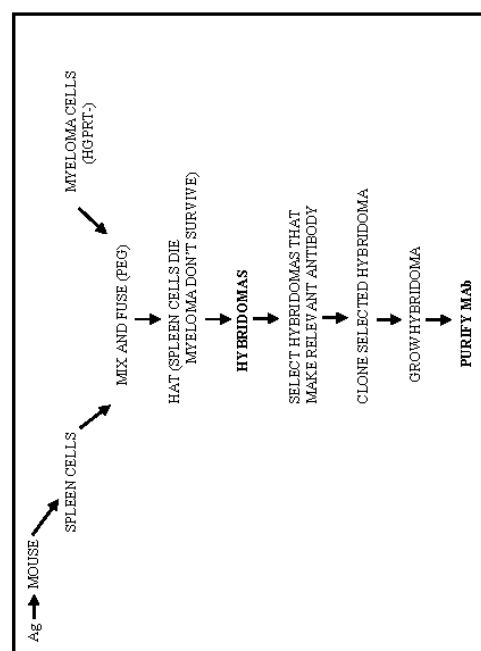 Ag
MOUSE
SPLEEN CELLS
MYELOMA CELLS
(HGPRT-)
MIX AND FUSE (PEG)
HAT (SPLEEN CELLS DIE
MYELOMA DON'T SURVIVE)
HYBRIDOMAS
SELECT HYBRIDOMAS THAT
MAKE RELEVANT ANTIBODY
CLONE SELECTED HYBRIDOMA
GROW HYBRIDOMA
PURIFY MAb